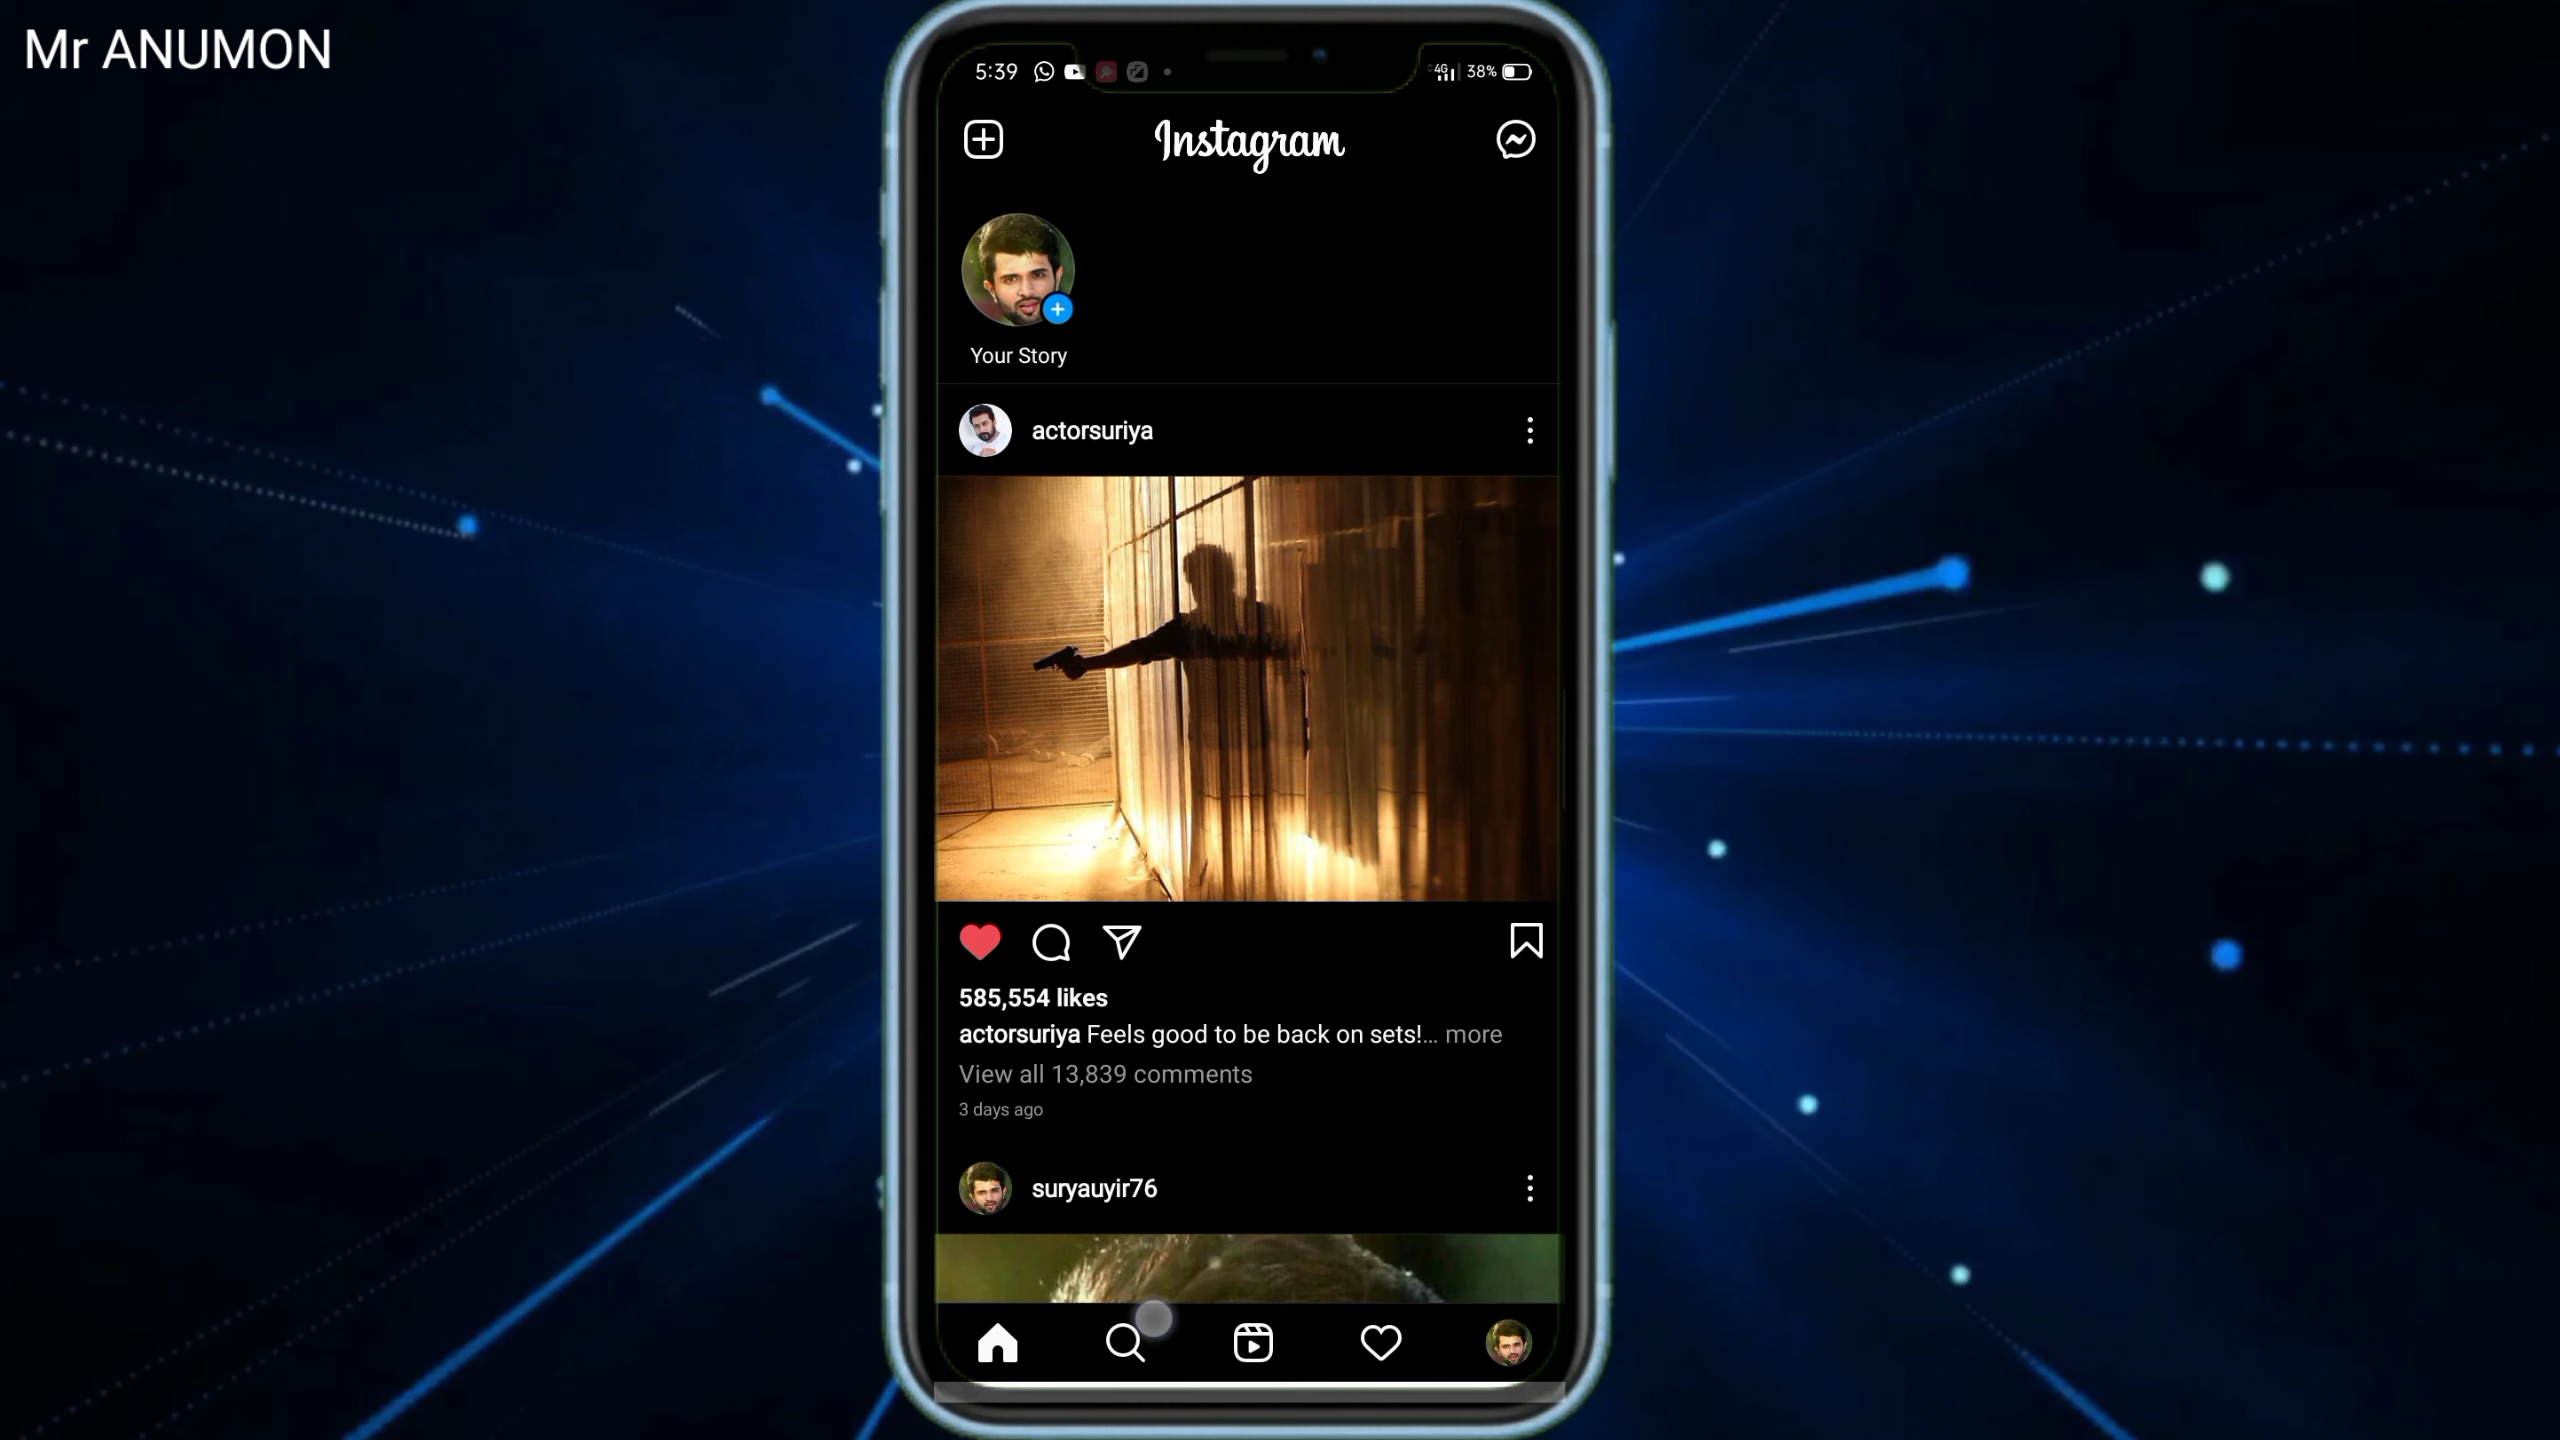 Mr ANUMON
5:39
4G 38%
Instagram
Your Story
actorsuriya
585,554 likes
actorsuriya Feels good to be back on sets!... more
View all 13,839 comments
3 days ago
suryauyir76